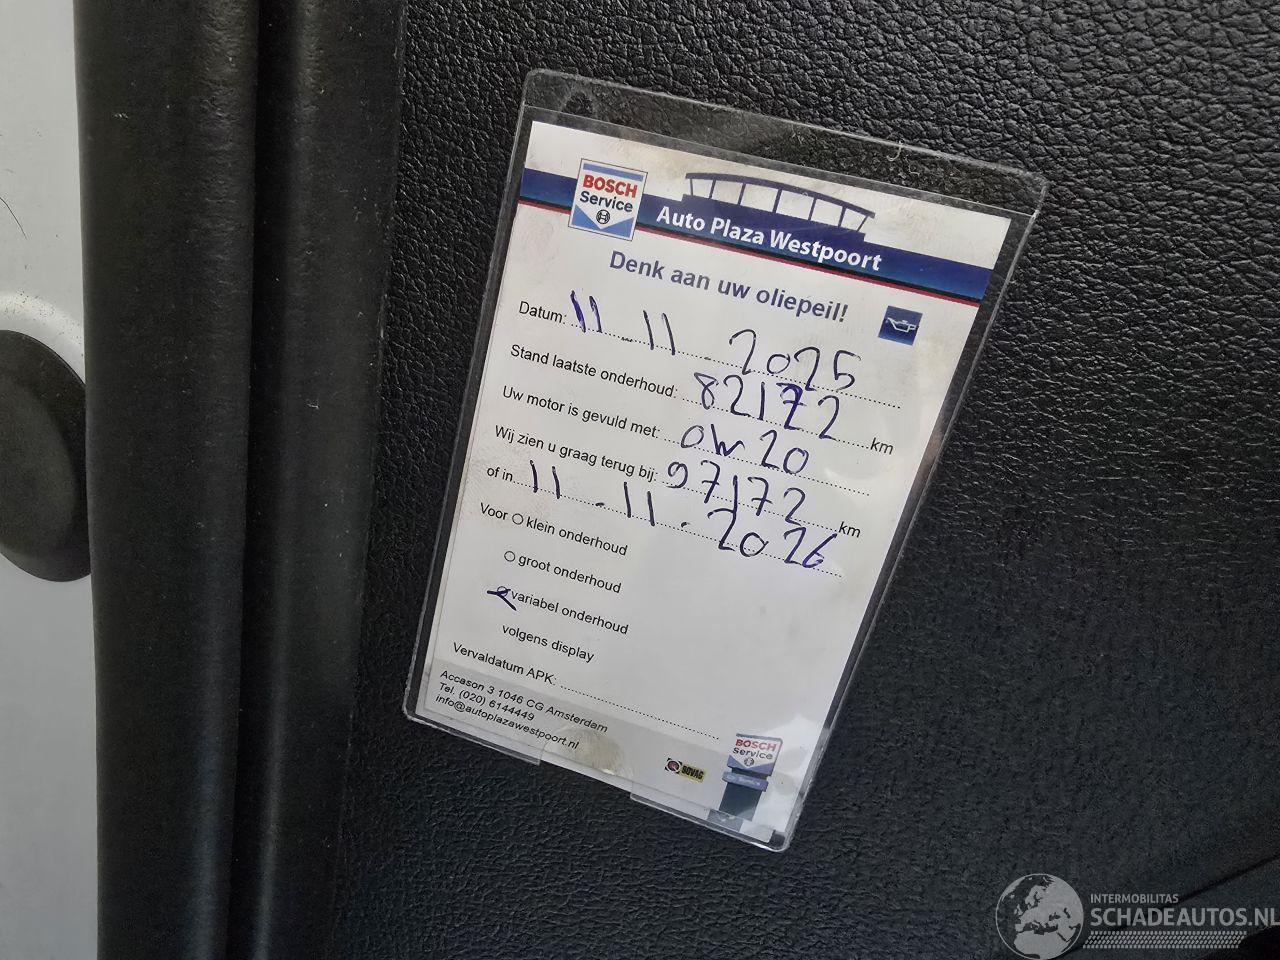 BOSCH
Service
Auto Plaza Westpoort
Denk aan uw oliepeil!
Datum: 11-11-2025
Stand laatste onderhoud: 82172 km
Uw motor is gevuld met: 0W20
Wij zien u graag terug bij: 97172 km
of in 11-11-2026
Voor klein onderhoud
groot onderhoud
variabel onderhoud
volgens display
Vervaldatum APK:
Accason 3 1046 CG Amsterdam
Tel. (020) 6144449
info@autoplazawestpoort.nl
BOVAG
BOSCH
Service
INTERMOBILITAS
SCHADEAUTOS.NL